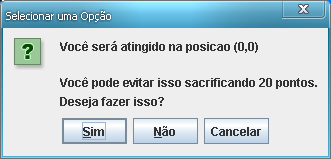 Selecionar uma Opção
Você será atingido na posicao (0,0)
Você pode evitar isso sacrificando 20 pontos.
Deseja fazer isso?
Sim Não Cancelar